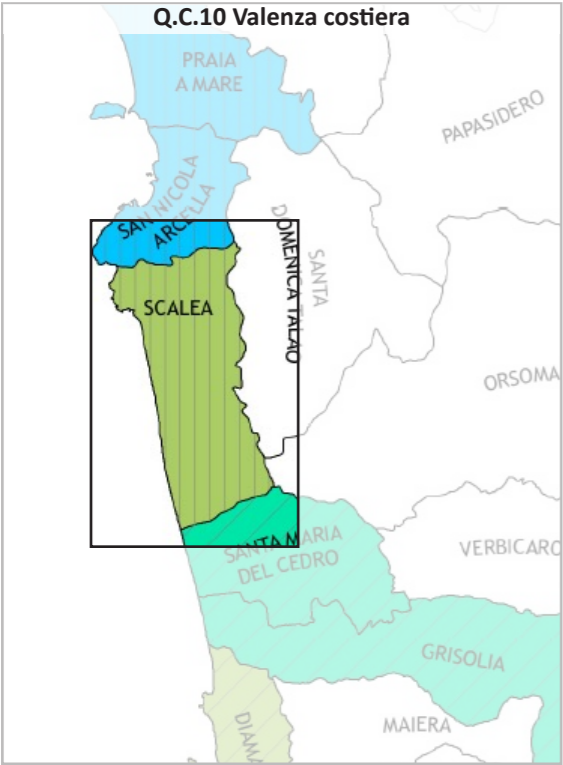 Q.C.10 Valenza costiera
PRAIA
A MARE
PAPASIDERO
SAN NICOLA
ARCELLA
SANTA
DOMENICA TALAO
SCALEA
ORSOMA
SANTA MARIA
DEL CEDRO
VERBICARO
GRISOLIA
DIAMA
MAIERA